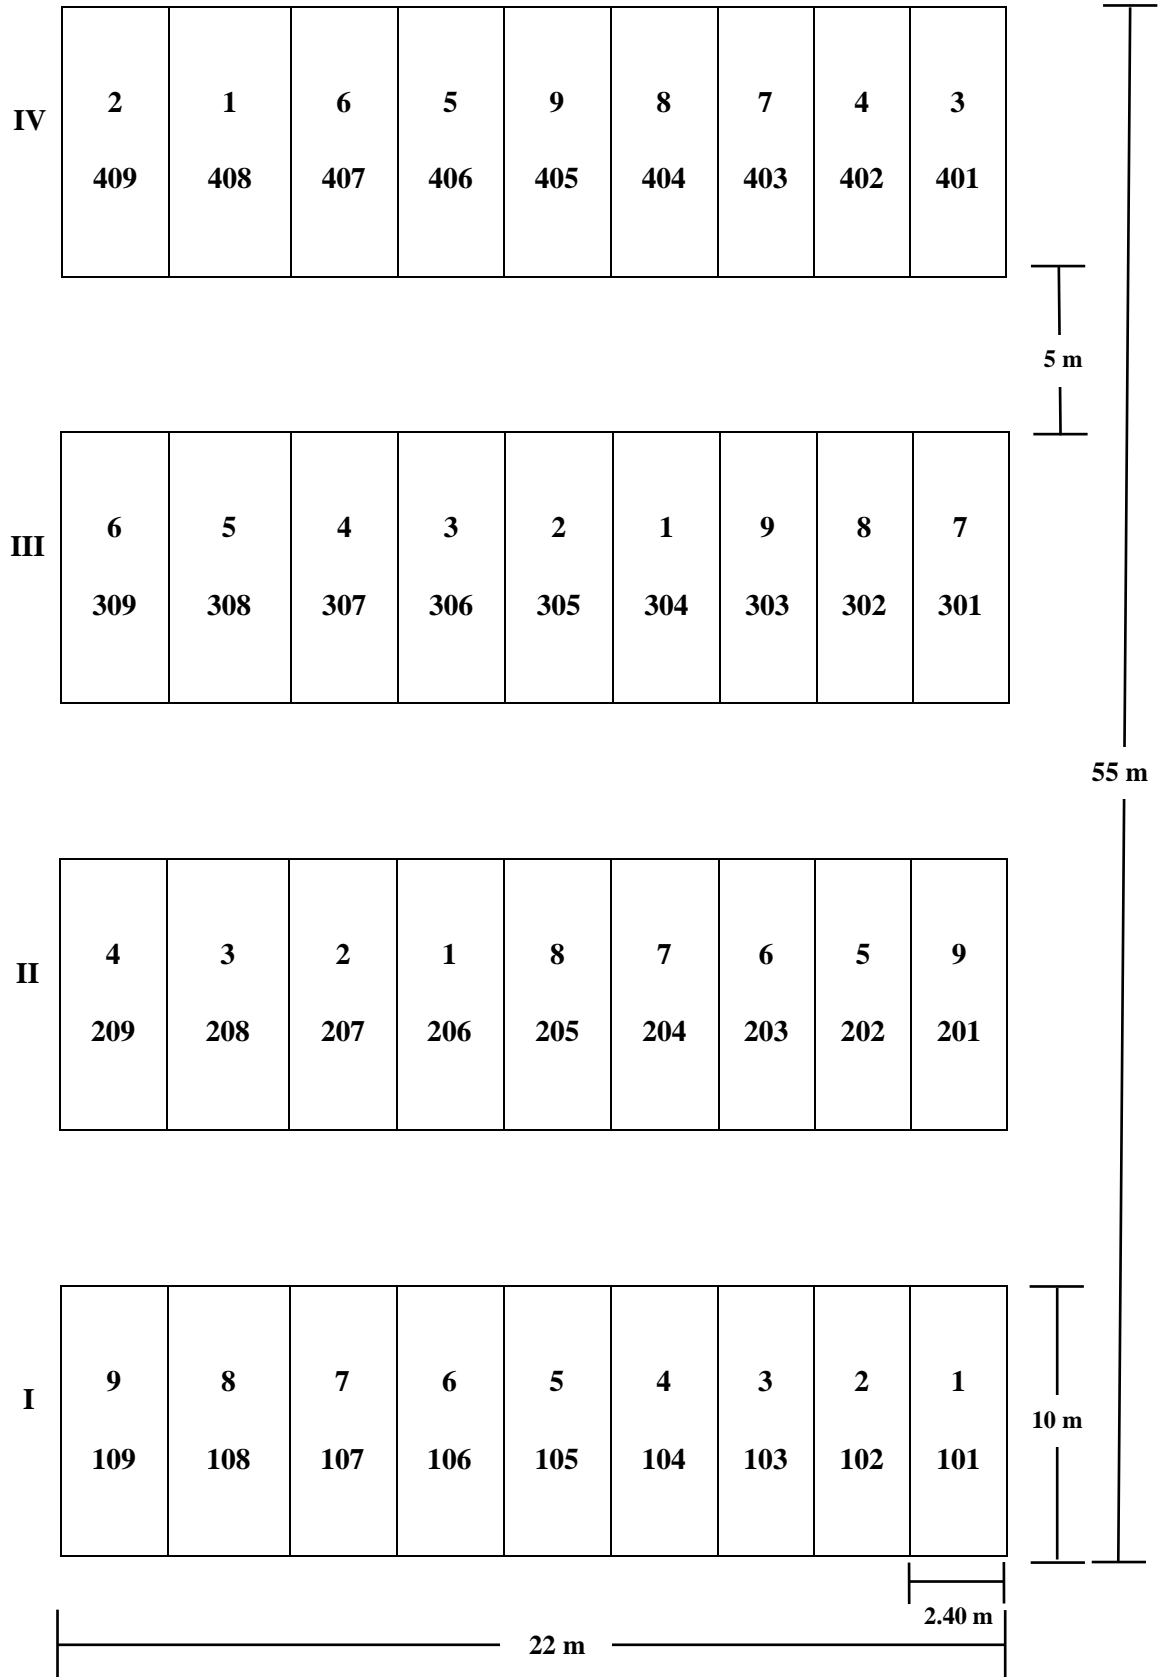 2 1 6 5 9 8 7 4 3
IV
409 408 407 406 405 404 403 402 401
5 m
6 5 4 3 2 1 9 8 7
III
309 308 307 306 305 304 303 302 301
55 m
4 3 2 1 8 7 6 5 9
II
209 208 207 206 205 204 203 202 201
9 8 7 6 5 4 3 2 1
I
10 m
109 108 107 106 105 104 103 102 101
2.40 m
22 m